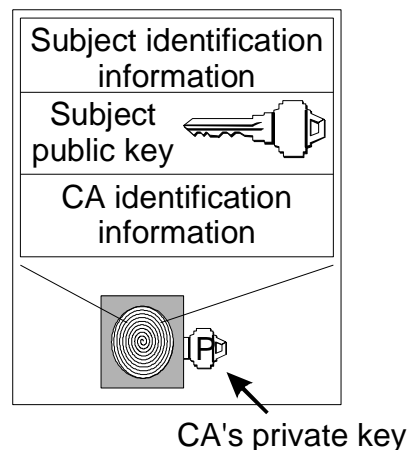 Subject identification
information
Subject
public key
CA identification
information
P
CA's private key